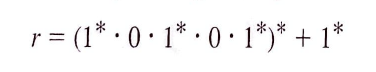 r = (1* · 0 · 1* · 0 · 1*)* + 1*